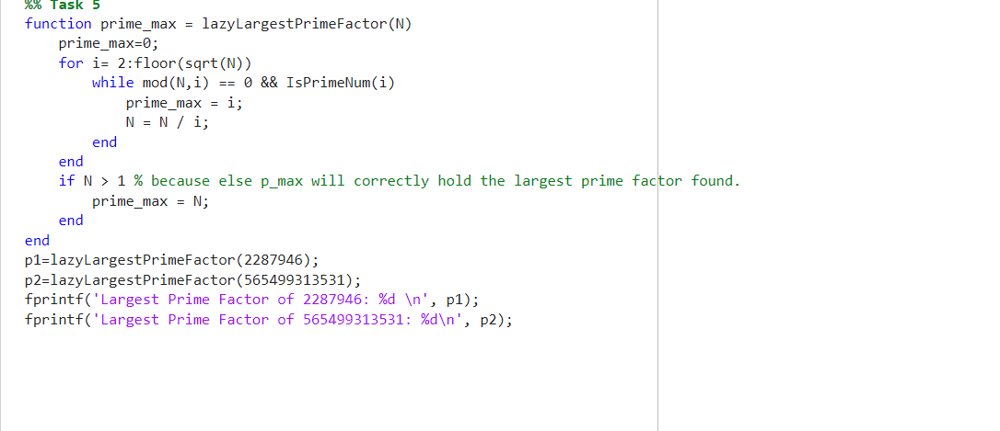 %% Task 5
function prime_max = lazyLargestPrimeFactor(N)
prime_max=0;
for i= 2:floor(sqrt(N))
while mod(N,i) == 0 && IsPrimeNum(i)
prime_max = i;
N = N / i;
end
end
if N > 1 % because else p_max will correctly hold the largest prime factor found.
prime_max = N;
end
end
p1=lazyLargestPrimeFactor(2287946);
p2=lazyLargestPrimeFactor(565499313531);
fprintf('Largest Prime Factor of 2287946: %d \n', p1);
fprintf('Largest Prime Factor of 565499313531: %d\n', p2);